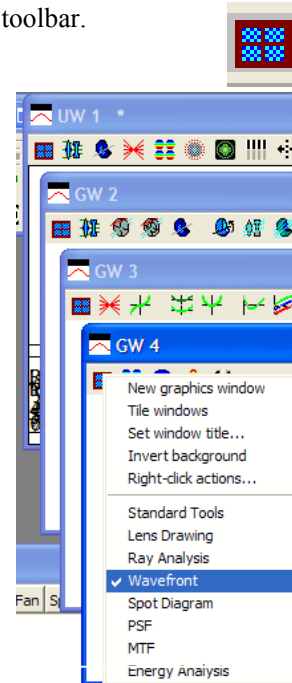 toolbar.
UW 1 *
GW 2
GW 3
GW 4
New graphics window
Tile windows
Set window title...
Invert background
Right-click actions...
Standard Tools
Lens Drawing
Ray Analysis
Wavefront
Spot Diagram
PSF
MTF
Energy Analysis
Fan